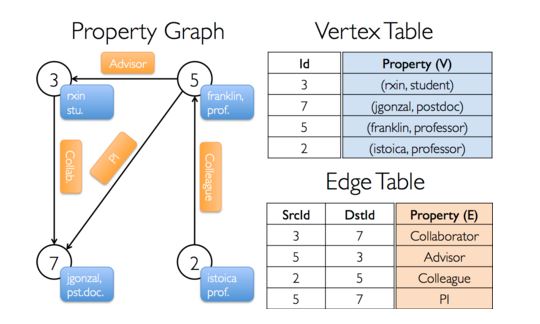 Property Graph
Advisor
3
5
rxin
stu.
franklin,
prof.
Collab.
PI
Colleague
7
2
jgonzal,
pst.doc.
istoica
prof.
Vertex Table
Id Property (V)
3 (rxin, student)
7 (jgonzal, postdoc)
5 (franklin, professor)
2 (istoica, professor)
Edge Table
SrcId DstId Property (E)
3 7 Collaborator
5 3 Advisor
2 5 Colleague
5 7 PI